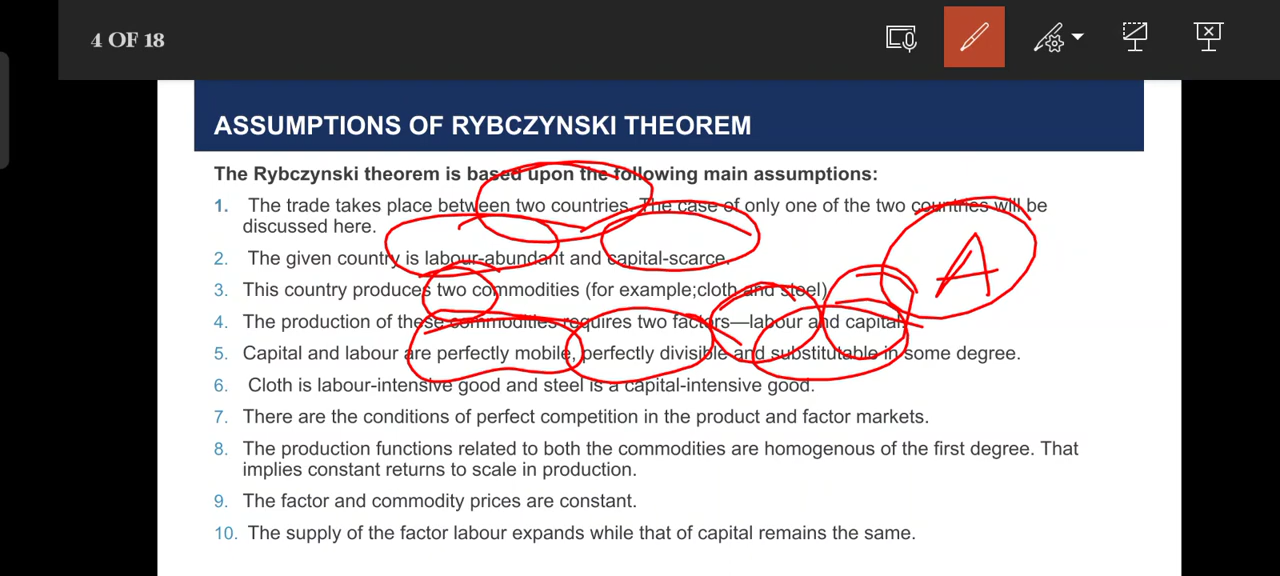 4 OF 18
ASSUMPTIONS OF RYBCZYNSKI THEOREM
The Rybczynski theorem is based upon the following main assumptions:
1. The trade takes place between two countries. The case of only one of the two countries will be
discussed here.
2. The given country is labour-abundant and capital-scarce.
3. This country produces two commodities (for example;cloth and steel)
4. The production of these commodities requires two factors—labour and capital.
5. Capital and labour are perfectly mobile, perfectly divisible and substitutable in some degree.
6. Cloth is labour-intensive good and steel is a capital-intensive good.
7. There are the conditions of perfect competition in the product and factor markets.
8. The production functions related to both the commodities are homogenous of the first degree. That
implies constant returns to scale in production.
9. The factor and commodity prices are constant.
10. The supply of the factor labour expands while that of capital remains the same.
A